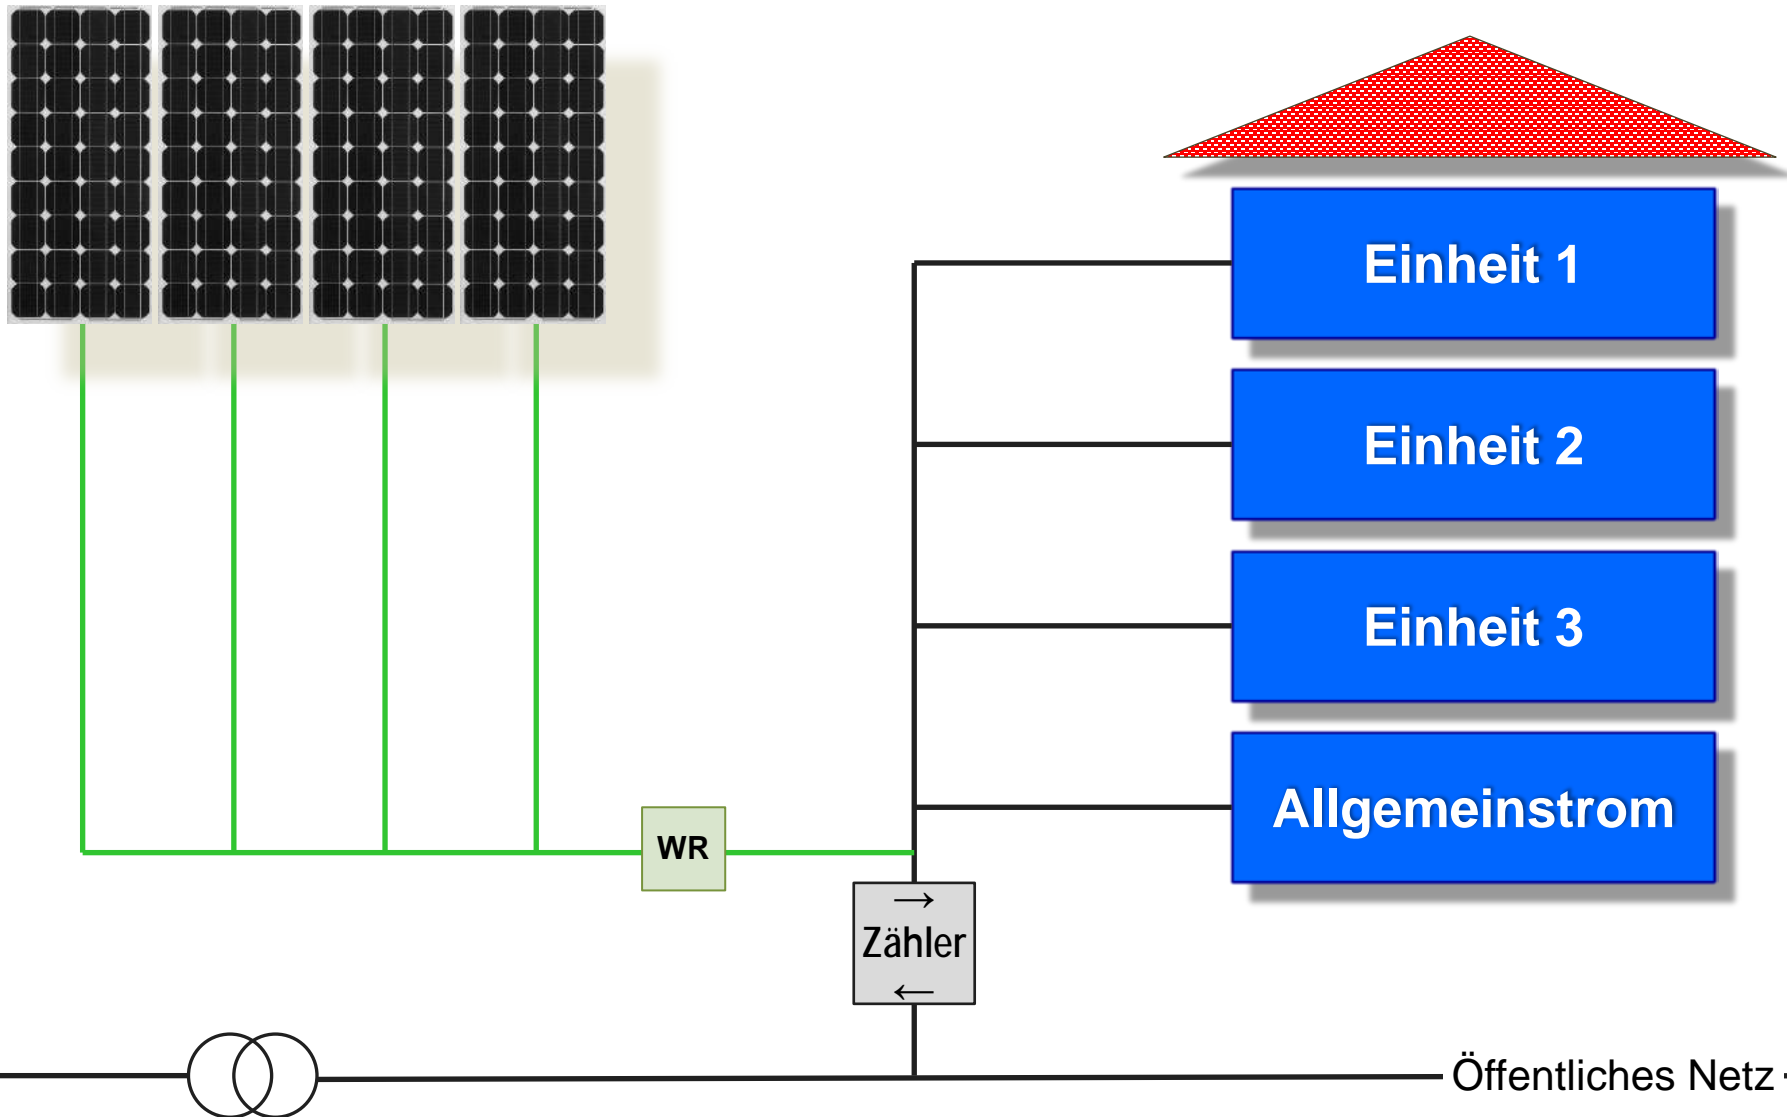 Einheit 1
Einheit 2
Einheit 3
Allgemeinstrom
WR
→
Zähler
←
Öffentliches Netz